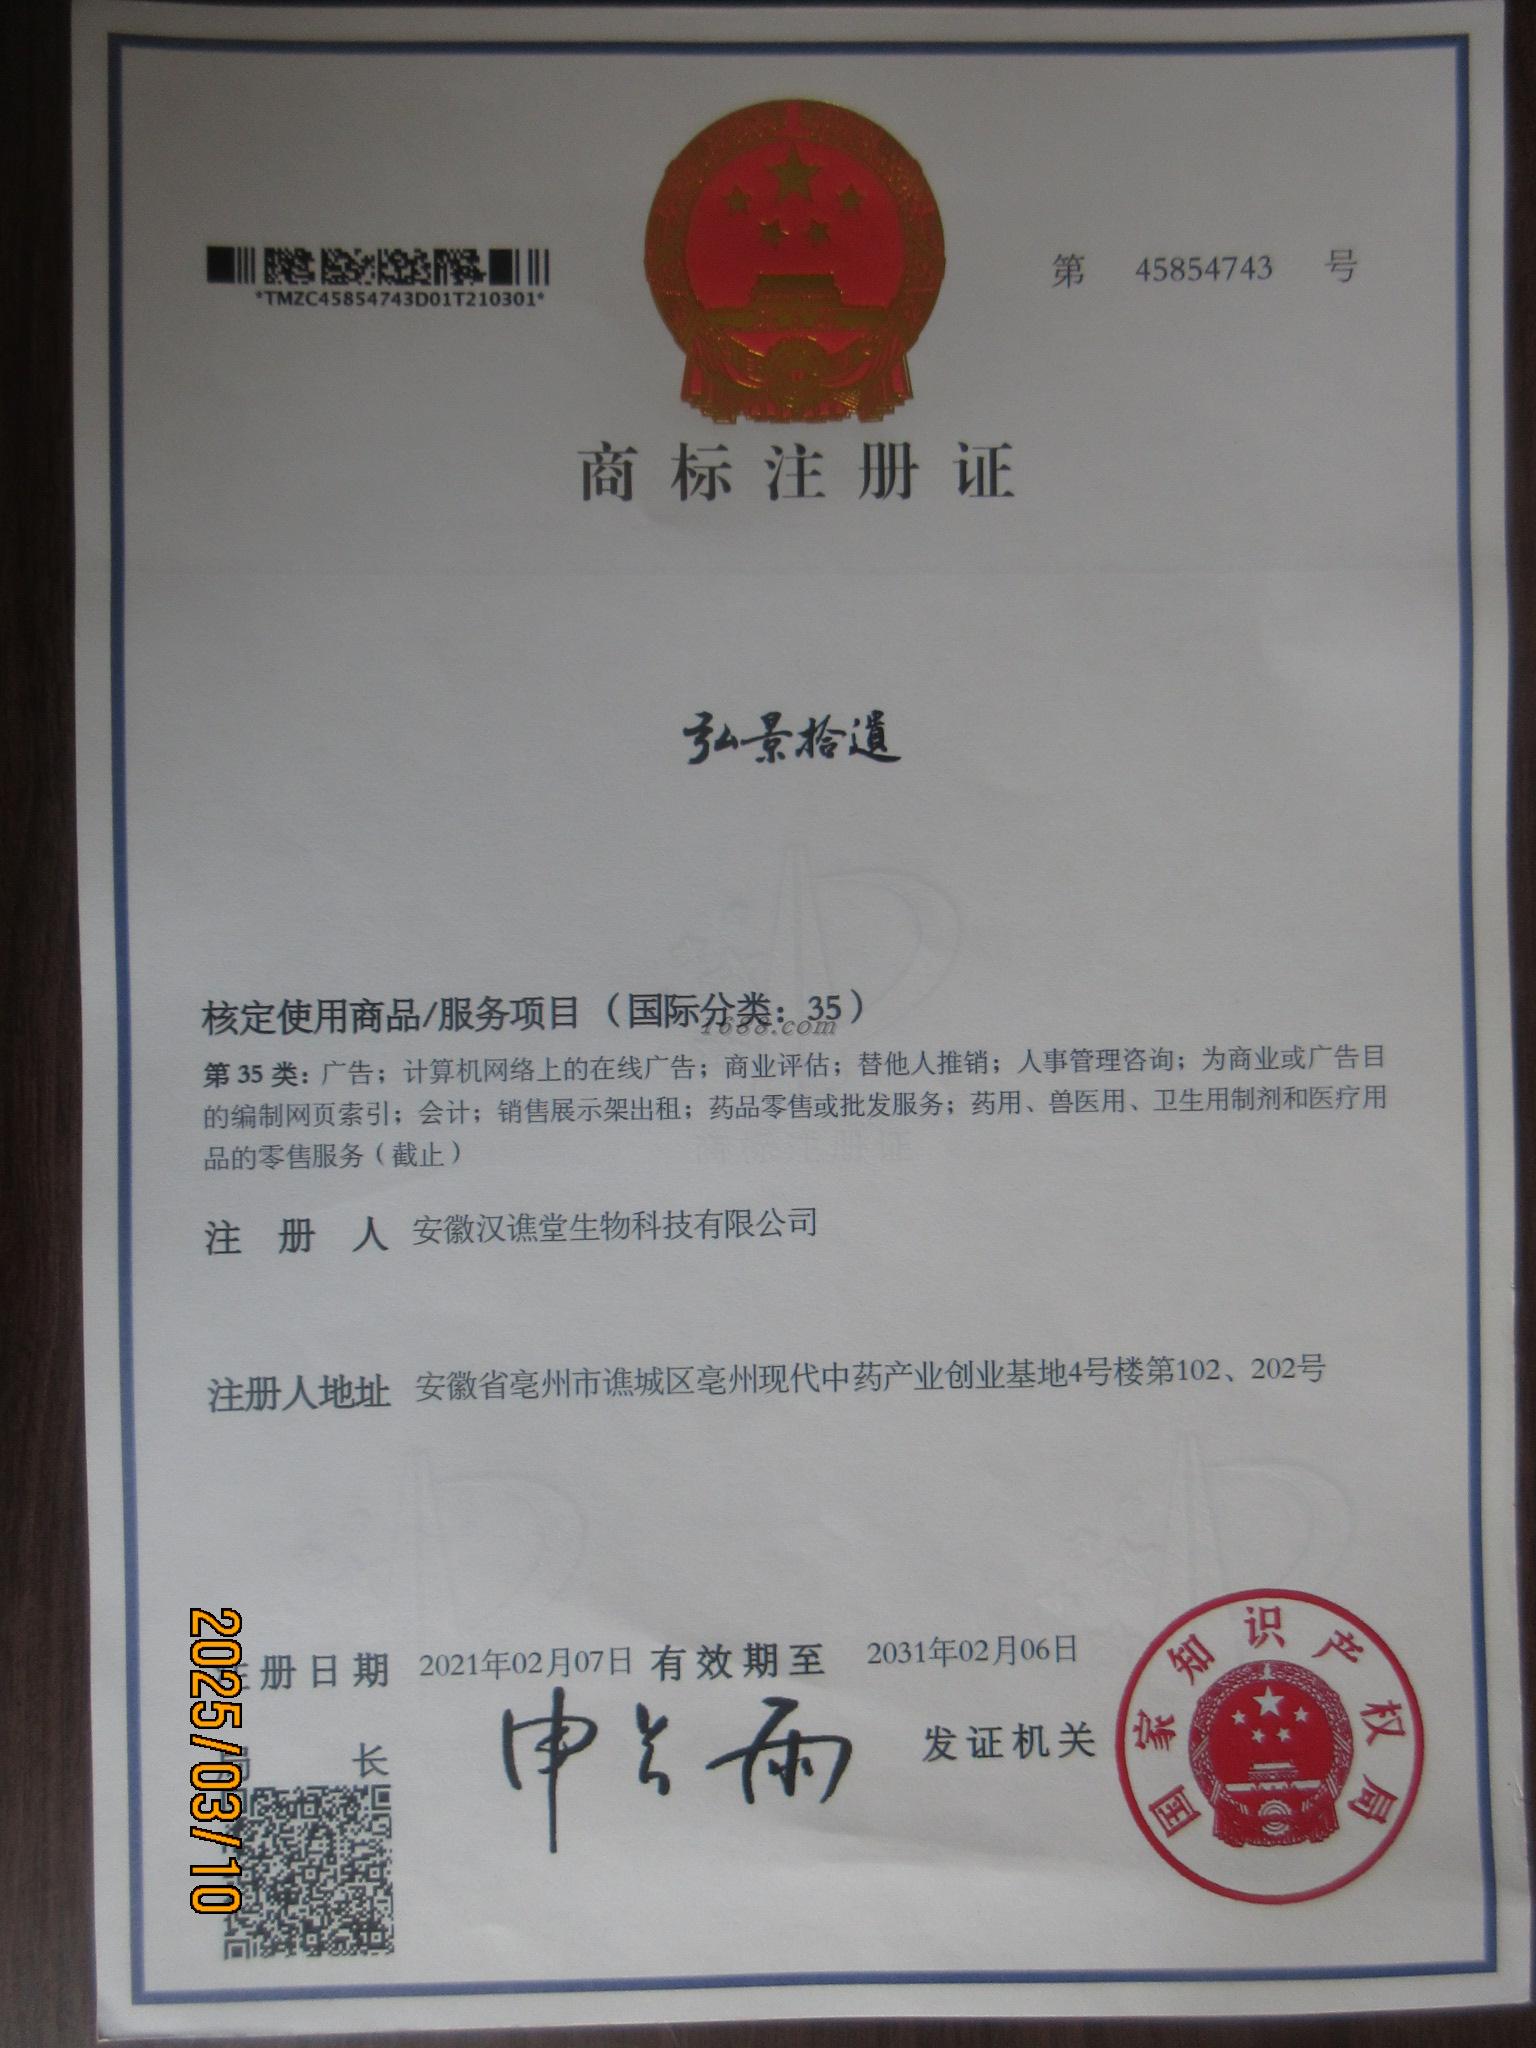 *TMZC45854743D01T210301*
第 45854743 号
商标注册证
弘景拾遺
核定使用商品/服务项目（国际分类：35）
1688.com
第 35 类：广告；计算机网络上的在线广告；商业评估；替他人推销；人事管理咨询；为商业或广告目
的编制网页索引；会计；销售展示架出租；药品零售或批发服务；药用、兽医用、卫生用制剂和医疗用
品的零售服务（截止）
商标注册证
注册人 安徽汉谯堂生物科技有限公司
注册人地址 安徽省亳州市谯城区亳州现代中药产业创业基地4号楼第102、202号
注册日期 2021年02月07日 有效期至 2031年02月06日
局长 申长雨 发证机关
国家知识产权局
2025/03/10